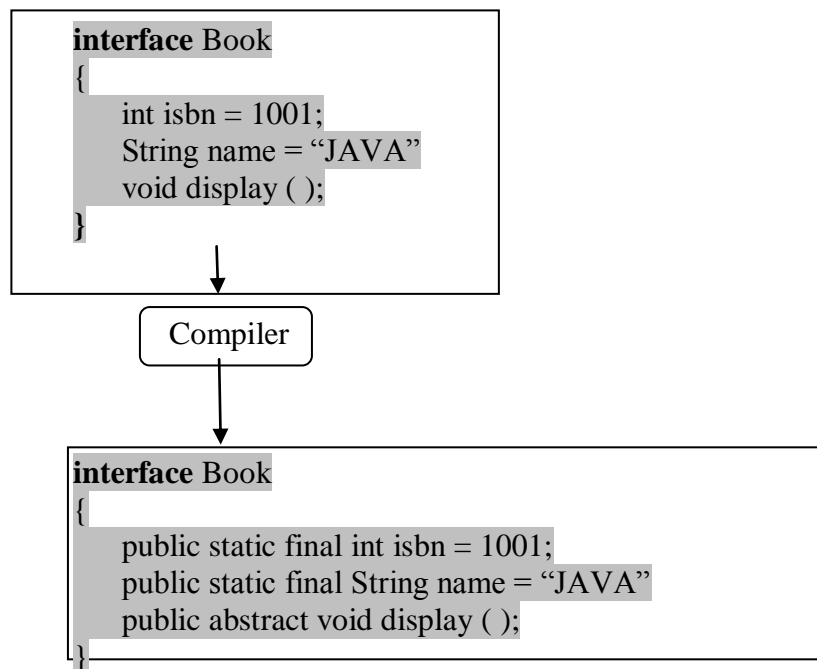 interface Book
{
int isbn = 1001;
String name = “JAVA”
void display ( );
}
Compiler
interface Book
{
public static final int isbn = 1001;
public static final String name = “JAVA”
public abstract void display ( );
}